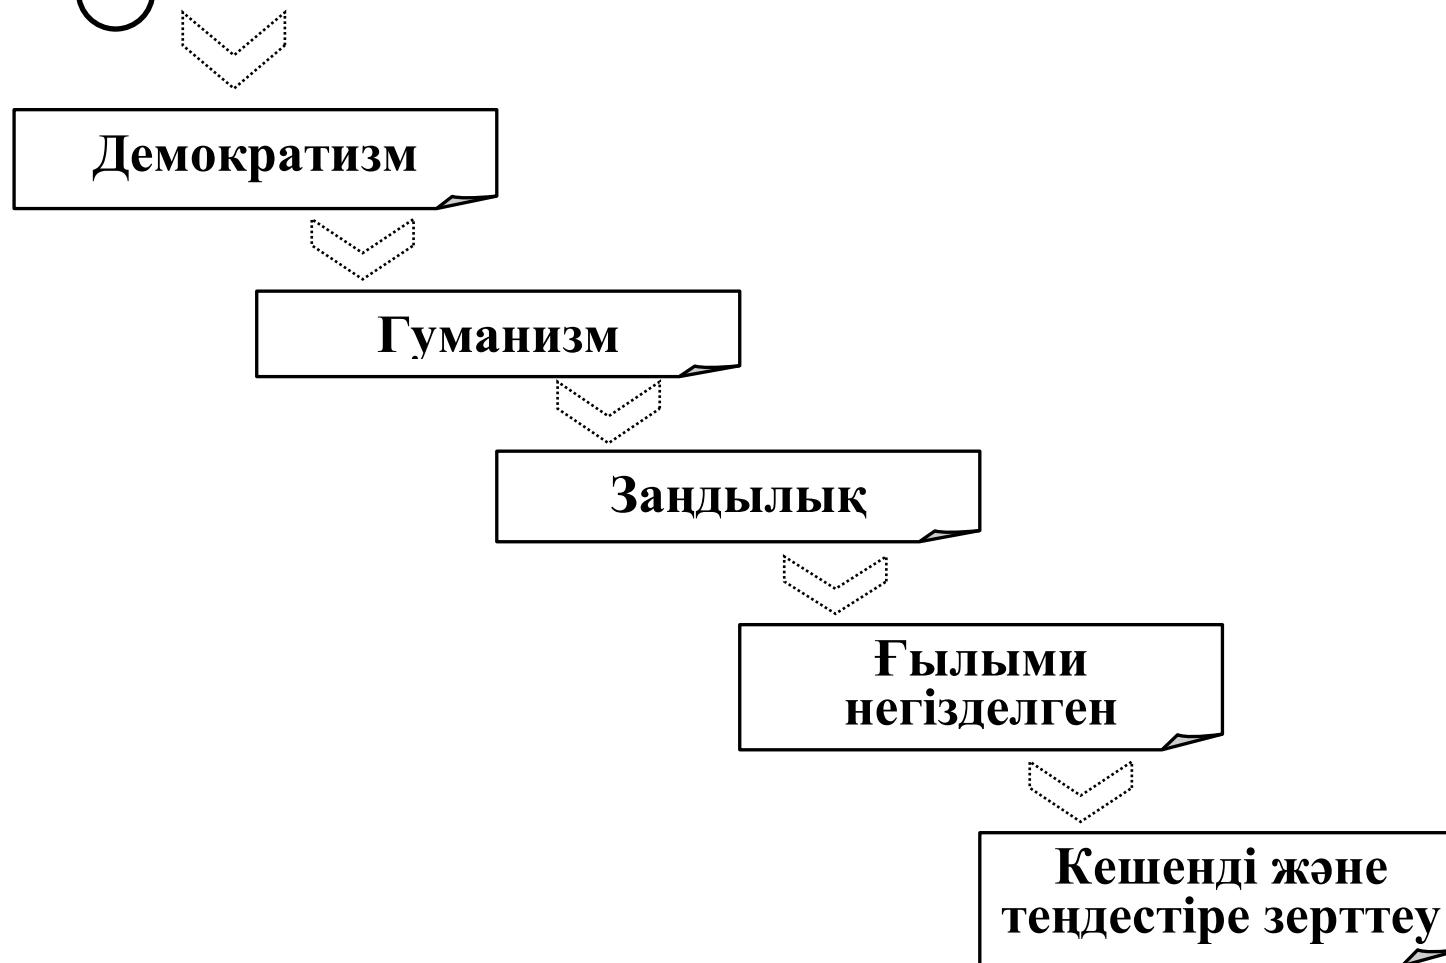 Демократизм
Гуманизм
Заңдылық
Ғылыми
негізделген
Кешенді және
теңдестіре зерттеу